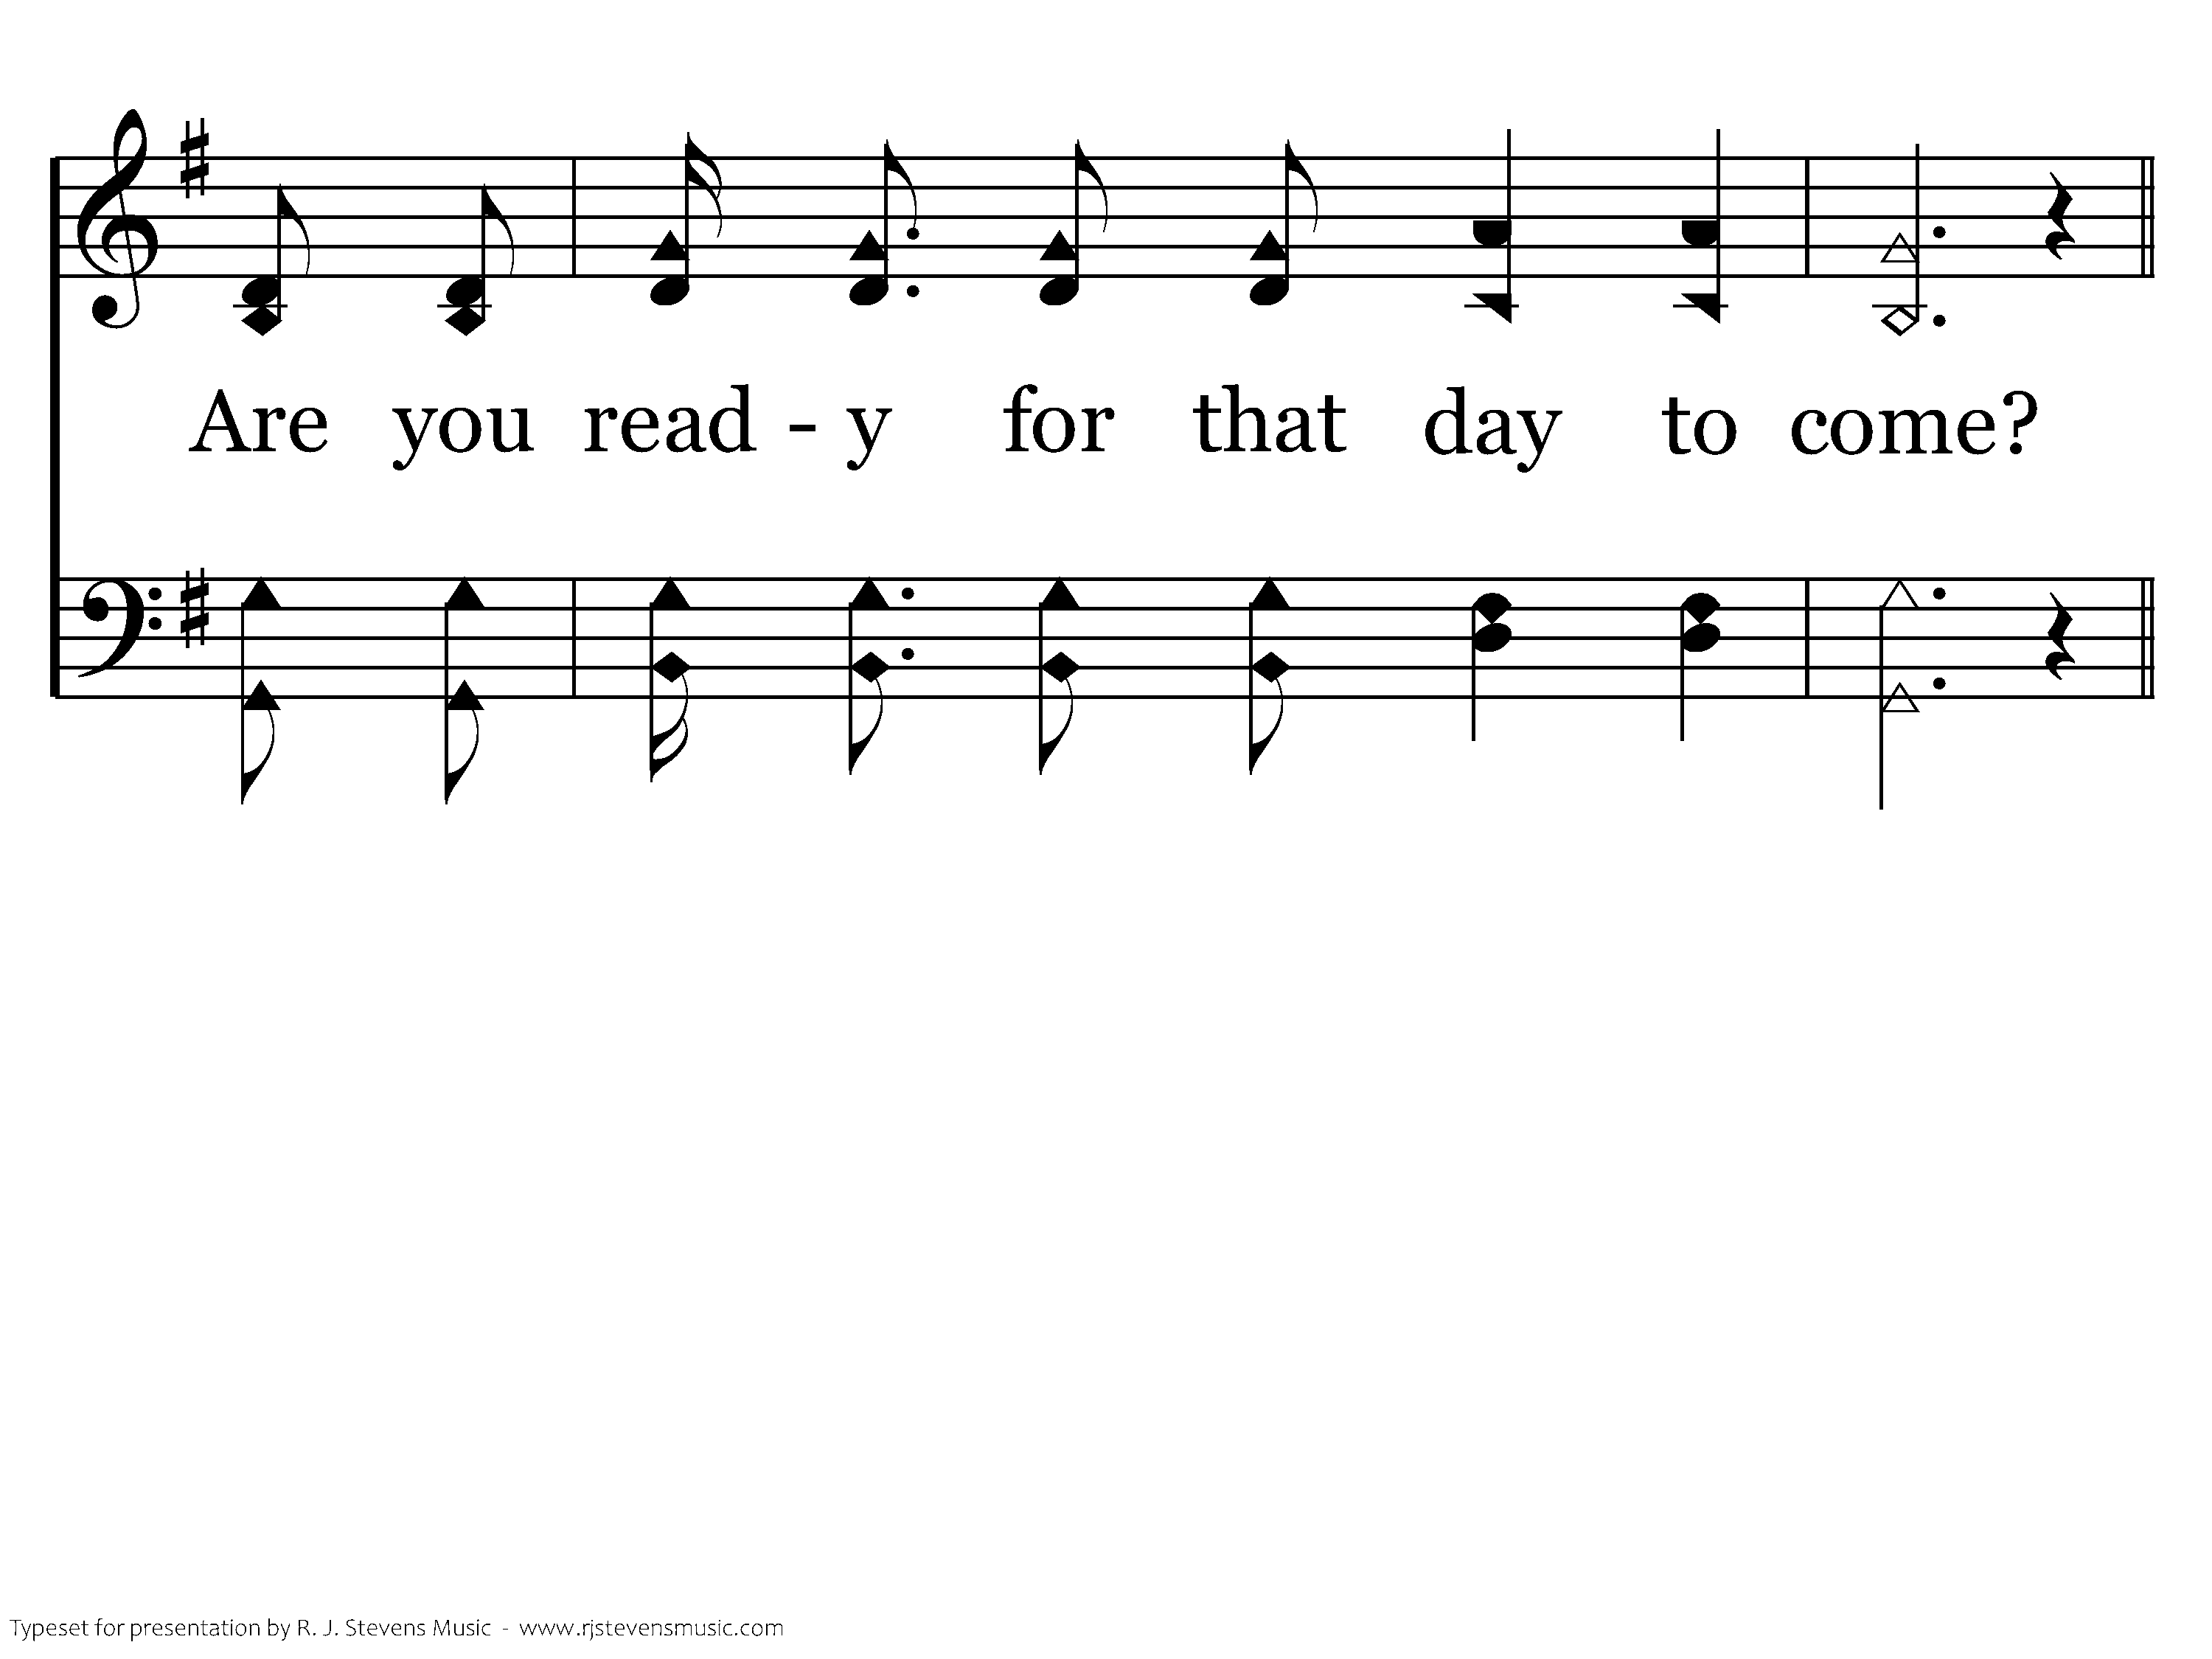 Are you read - y for that day to come?
Typeset for presentation by R. J. Stevens Music - www.rjstevensmusic.com